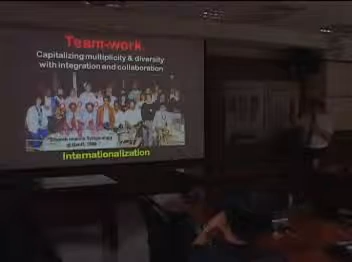 Team-work
Capitalizing multiplicity & diversity
with integration and collaboration
Internationalization